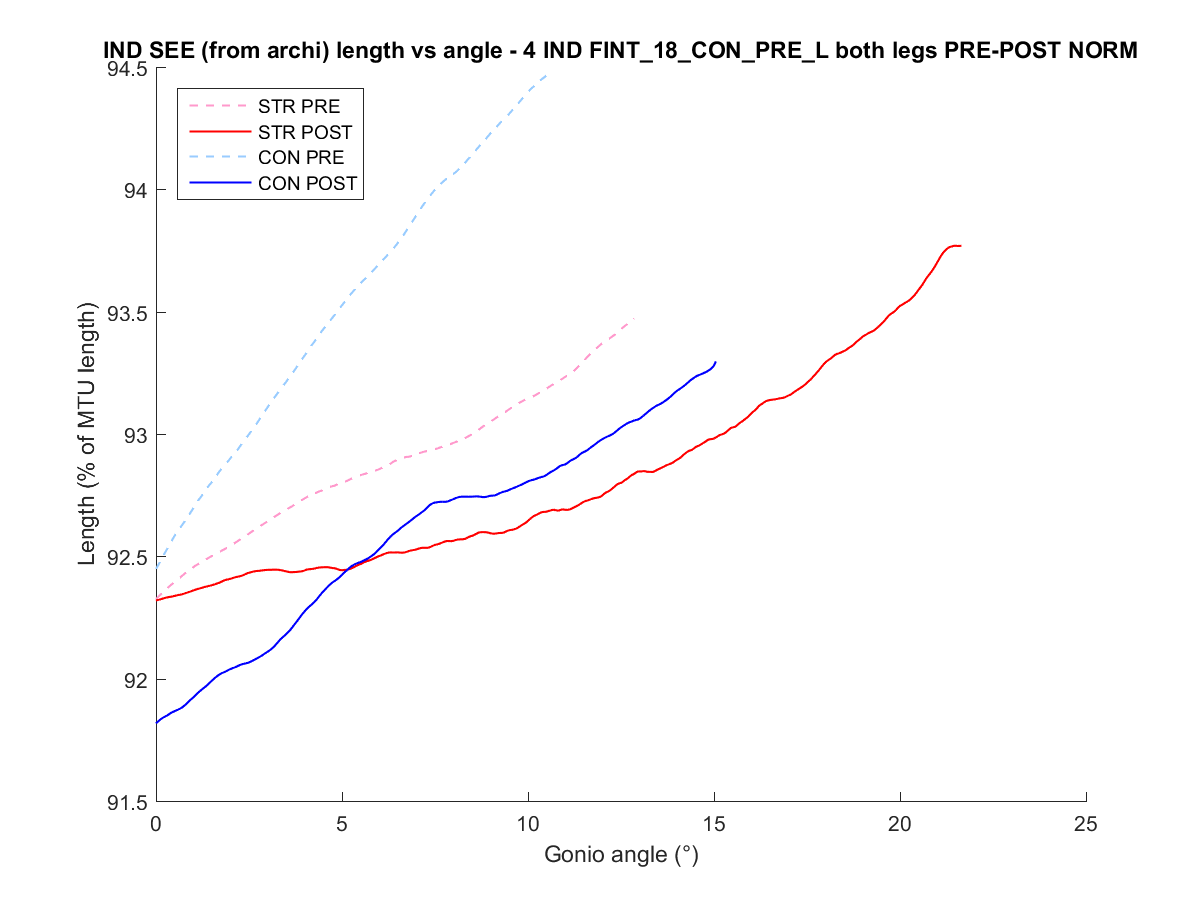 IND SEE (from archi) length vs angle - 4 IND FINT_18_CON_PRE_L both legs PRE-POST NORM
94.5
94
93.5
93
92.5
92
91.5
Length (% of MTU length)
STR PRE
STR POST
CON PRE
CON POST
0
5
10
15
20
25
Gonio angle (°)